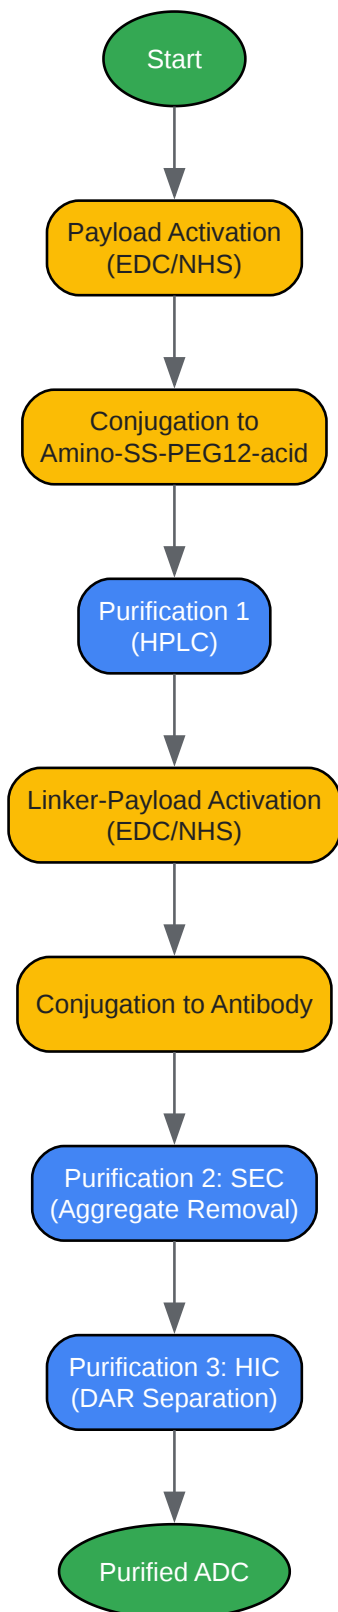 Start
Payload Activation
(EDC/NHS)
Conjugation to
Amino-SS-PEG12-acid
Purification 1
(HPLC)
Linker-Payload Activation
(EDC/NHS)
Conjugation to Antibody
Purification 2: SEC
(Aggregate Removal)
Purification 3: HIC
(DAR Separation)
Purified ADC